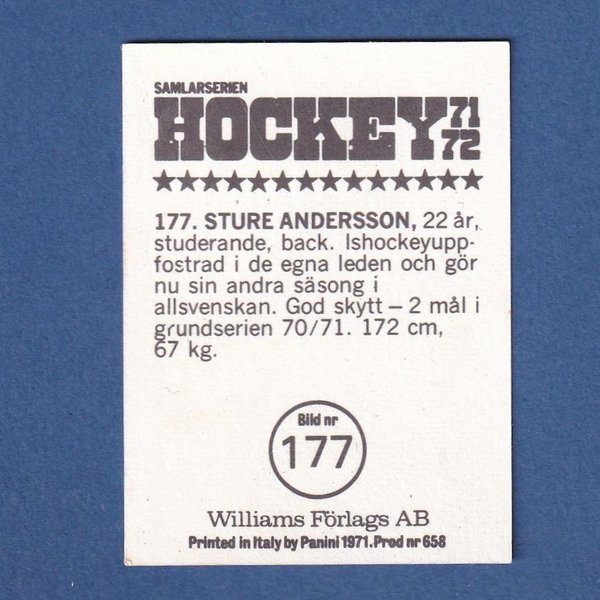 SAMLARSERIEN
HOCKEY 71 72
★★★★★★★★★★★★★★
177. STURE ANDERSSON, 22 år,
studerande, back. Ishockeyupp-
fostrad i de egna leden och gör
nu sin andra säsong i
allsvenskan. God skytt – 2 mål i
grundserien 70/71. 172 cm,
67 kg.
Bild nr
177
Williams Förlags AB
Printed in Italy by Panini 1971. Prod nr 658